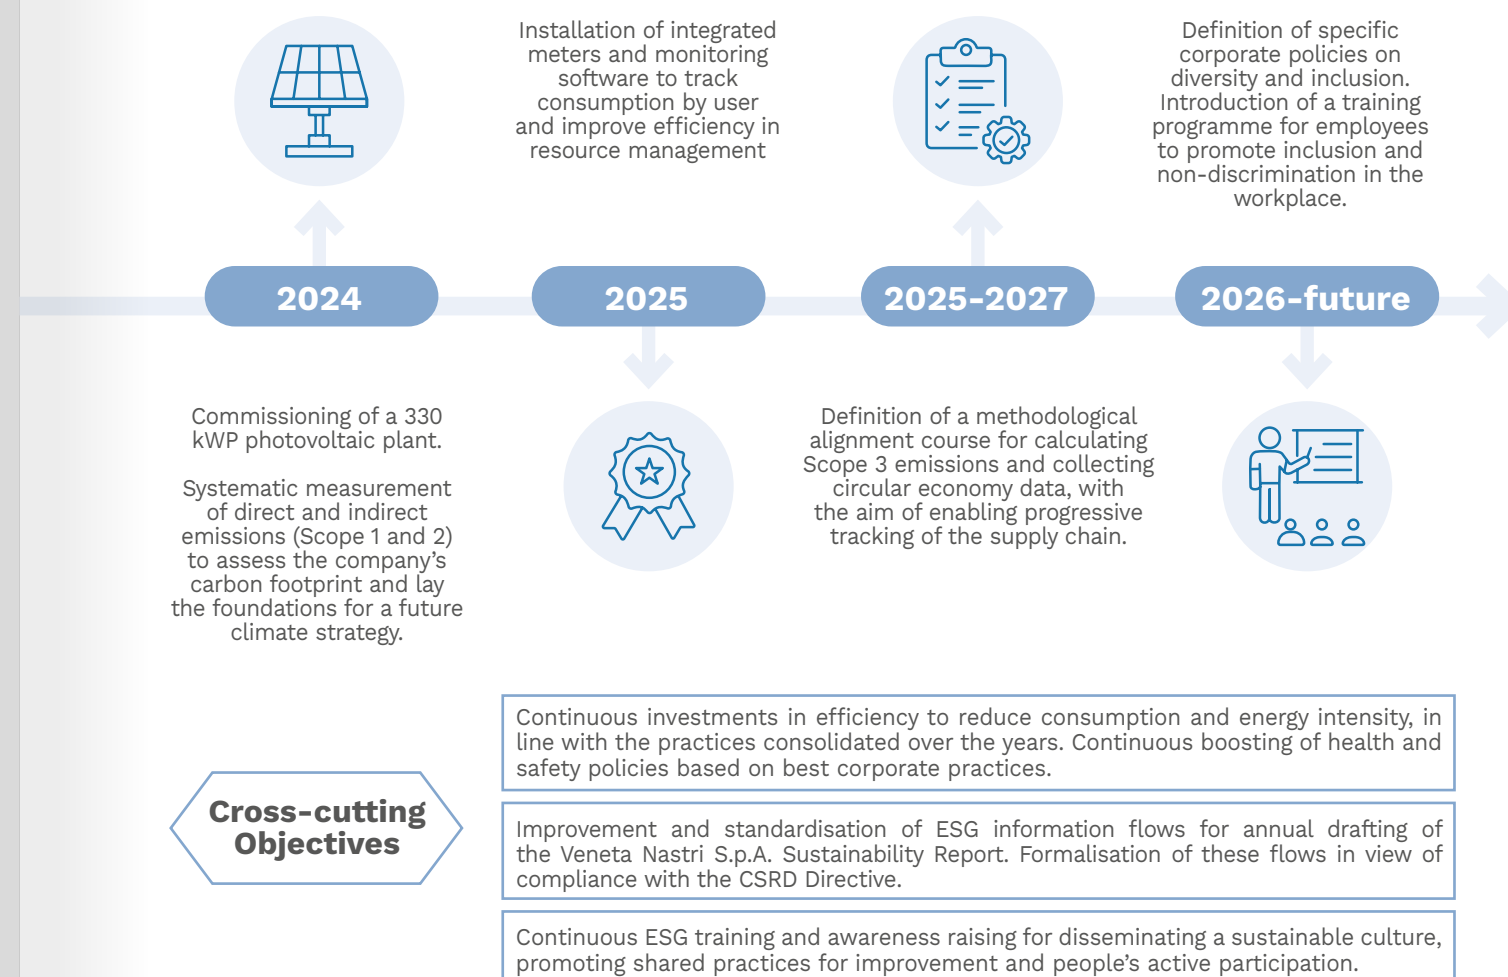 Installation of integrated
meters and monitoring
software to track
consumption by user
and improve efficiency in
resource management
Definition of specific
corporate policies on
diversity and inclusion.
Introduction of a training
programme for employees
to promote inclusion and
non-discrimination in the
workplace.
2024
2025
2025-2027
2026-future
Commissioning of a 330
kWP photovoltaic plant.
Systematic measurement
of direct and indirect
emissions (Scope 1 and 2)
to assess the company’s
carbon footprint and lay
the foundations for a future
climate strategy.
Definition of a methodological
alignment course for calculating
Scope 3 emissions and collecting
circular economy data, with
the aim of enabling progressive
tracking of the supply chain.
Cross-cutting
Objectives
Continuous investments in efficiency to reduce consumption and energy intensity, in
line with the practices consolidated over the years. Continuous boosting of health and
safety policies based on best corporate practices.
Improvement and standardisation of ESG information flows for annual drafting of
the Veneta Nastri S.p.A. Sustainability Report. Formalisation of these flows in view of
compliance with the CSRD Directive.
Continuous ESG training and awareness raising for disseminating a sustainable culture,
promoting shared practices for improvement and people’s active participation.